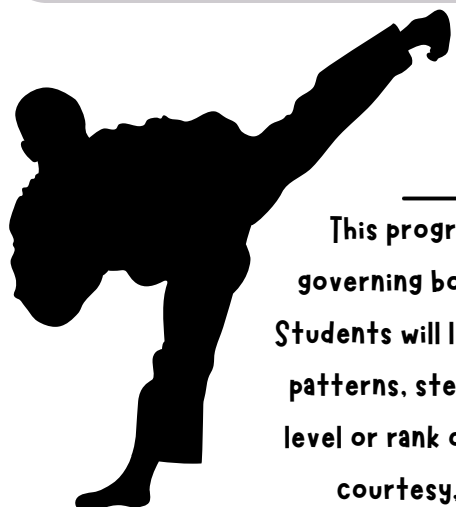 This progr
governing bo
Students will l
patterns, ste
level or rank o
courtesy,